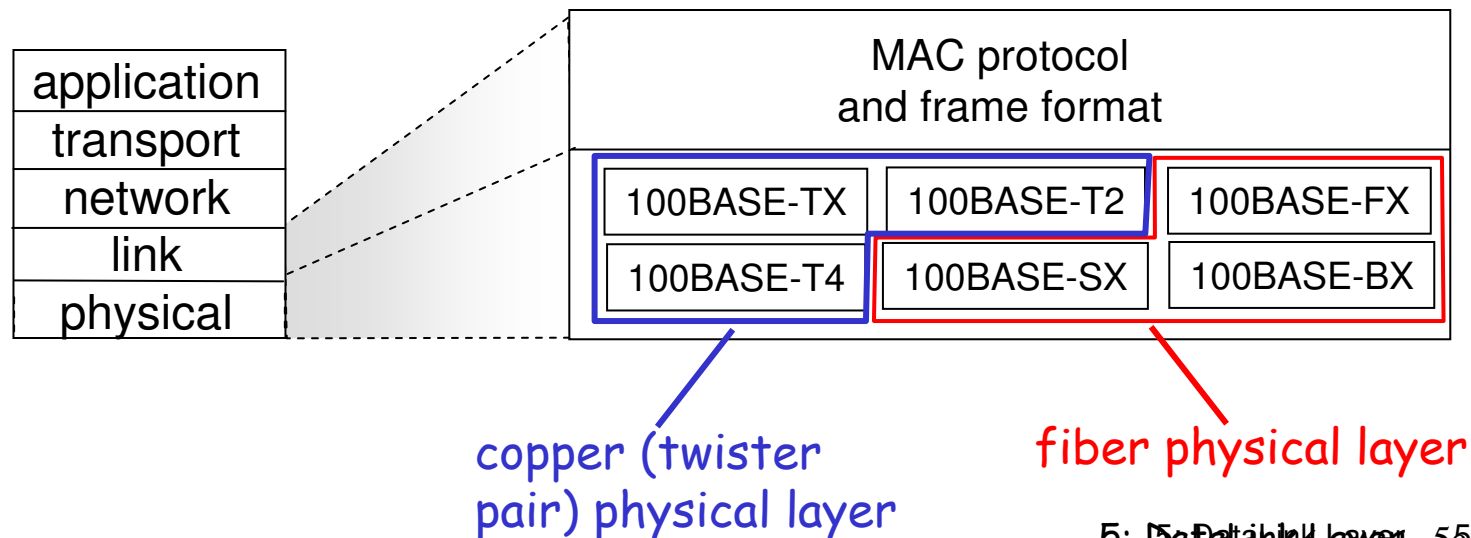 application
transport
network
link
physical
MAC protocol
and frame format
100BASE-TX 100BASE-T2 100BASE-FX
100BASE-T4 100BASE-SX 100BASE-BX
copper (twister
pair) physical layer
fiber physical layer